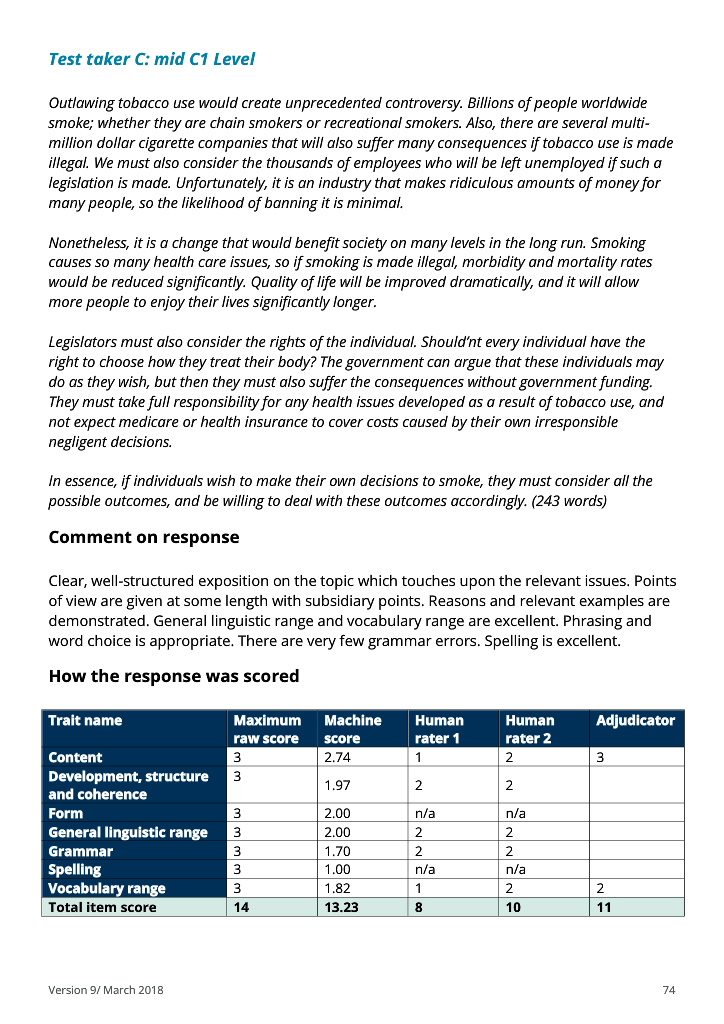 Test taker C: mid C1 Level
Outlawing tobacco use would create unprecedented controversy. Billions of people worldwide
smoke; whether they are chain smokers or recreational smokers. Also, there are several multi-
million dollar cigarette companies that will also suffer many consequences if tobacco use is made
illegal. We must also consider the thousands of employees who will be left unemployed if such a
legislation is made. Unfortunately, it is an industry that makes ridiculous amounts of money for
many people, so the likelihood of banning it is minimal.
Nonetheless, it is a change that would benefit society on many levels in the long run. Smoking
causes so many health care issues, so if smoking is made illegal, morbidity and mortality rates
would be reduced significantly. Quality of life will be improved dramatically, and it will allow
more people to enjoy their lives significantly longer.
Legislators must also consider the rights of the individual. Should'nt every individual have the
right to choose how they treat their body? The government can argue that these individuals may
do as they wish, but then they must also suffer the consequences without government funding.
They must take full responsibility for any health issues developed as a result of tobacco use, and
not expect medicare or health insurance to cover costs caused by their own irresponsible
negligent decisions.
In essence, if individuals wish to make their own decisions to smoke, they must consider all the
possible outcomes, and be willing to deal with these outcomes accordingly. (243 words)
Comment on response
Clear, well-structured exposition on the topic which touches upon the relevant issues. Points
of view are given at some length with subsidiary points. Reasons and relevant examples are
demonstrated. General linguistic range and vocabulary range are excellent. Phrasing and
word choice is appropriate. There are very few grammar errors. Spelling is excellent.
How the response was scored
Trait name Maximum raw score Machine score Human rater 1 Human rater 2 Adjudicator
Content 3 2.74 1 2 3
Development, structure and coherence 3 1.97 2 2
Form 3 2.00 n/a n/a
General linguistic range 3 2.00 2 2
Grammar 3 1.70 2 2
Spelling 3 1.00 n/a n/a
Vocabulary range 3 1.82 1 2 2
Total item score 14 13.23 8 10 11
Version 9/ March 2018 74